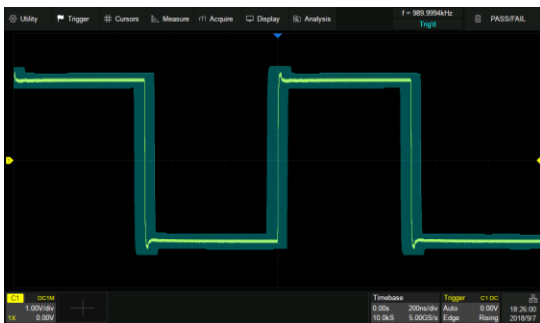 Utility Trigger Cursors Measure Acquire Display Analysis f = 989.9994kHz PASS/FAIL
Trig'd
C1 DC1M Timebase Trigger C1 DC
1.00V/div 0.00s 200ns/div Auto 0.00V 18:26:00
1X 0.00V 10.0kS 5.00GS/s Edge Rising 2018/9/7